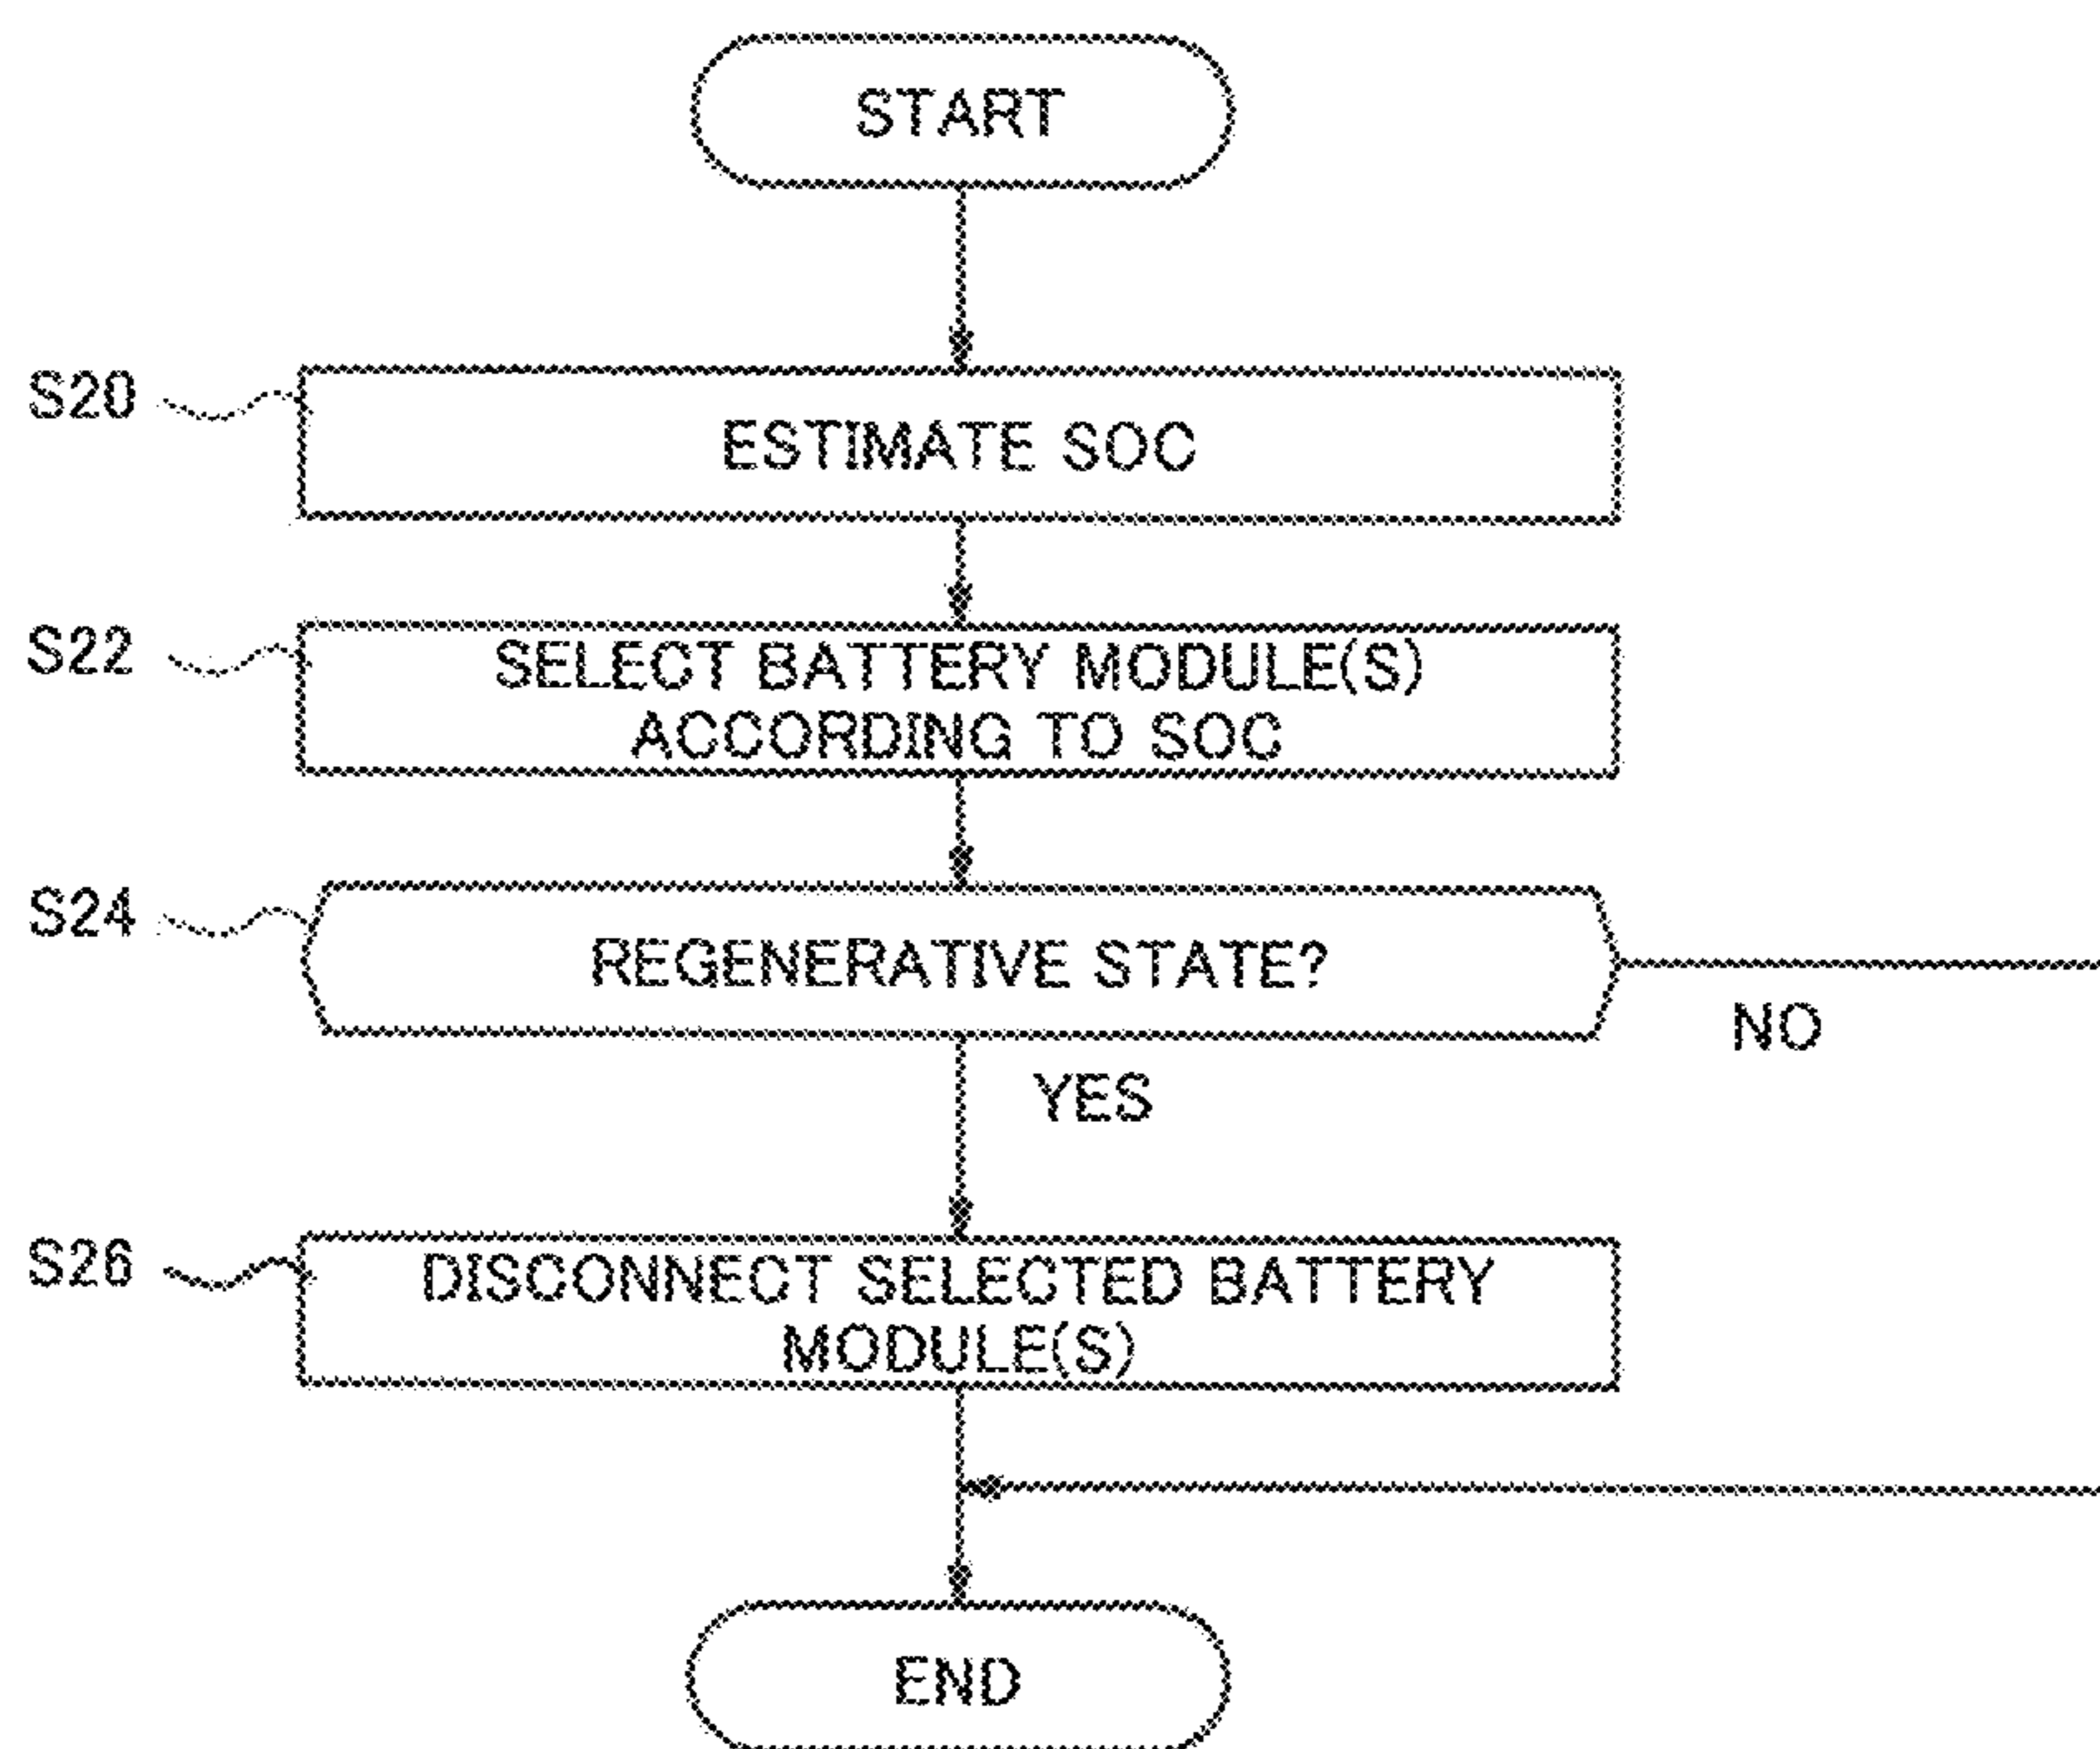 START
S20
ESTIMATE SOC
S22
SELECT BATTERY MODULE(S)
ACCORDING TO SOC
S24
REGENERATIVE STATE?
NO
YES
S26
DISCONNECT SELECTED BATTERY
MODULE(S)
END